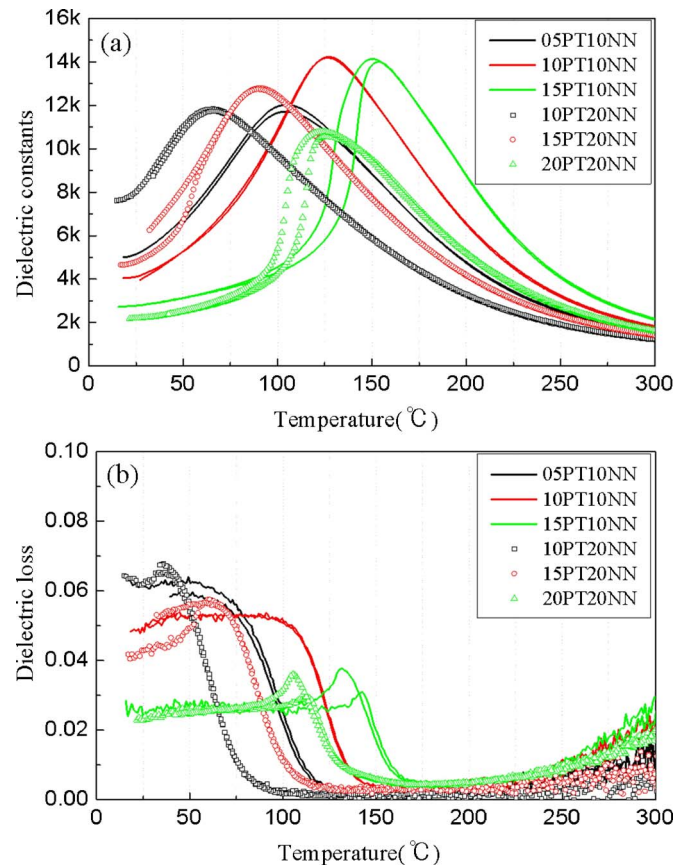 (a)
16k
14k
12k
10k
8k
6k
4k
2k
0
Dielectric constants
05PT10NN
10PT10NN
15PT10NN
10PT20NN
15PT20NN
20PT20NN
0 50 100 150 200 250 300
Temperature(℃)
(b)
0.10
0.08
0.06
0.04
0.02
0.00
Dielectric loss
05PT10NN
10PT10NN
15PT10NN
10PT20NN
15PT20NN
20PT20NN
0 50 100 150 200 250 300
Temperature(℃)